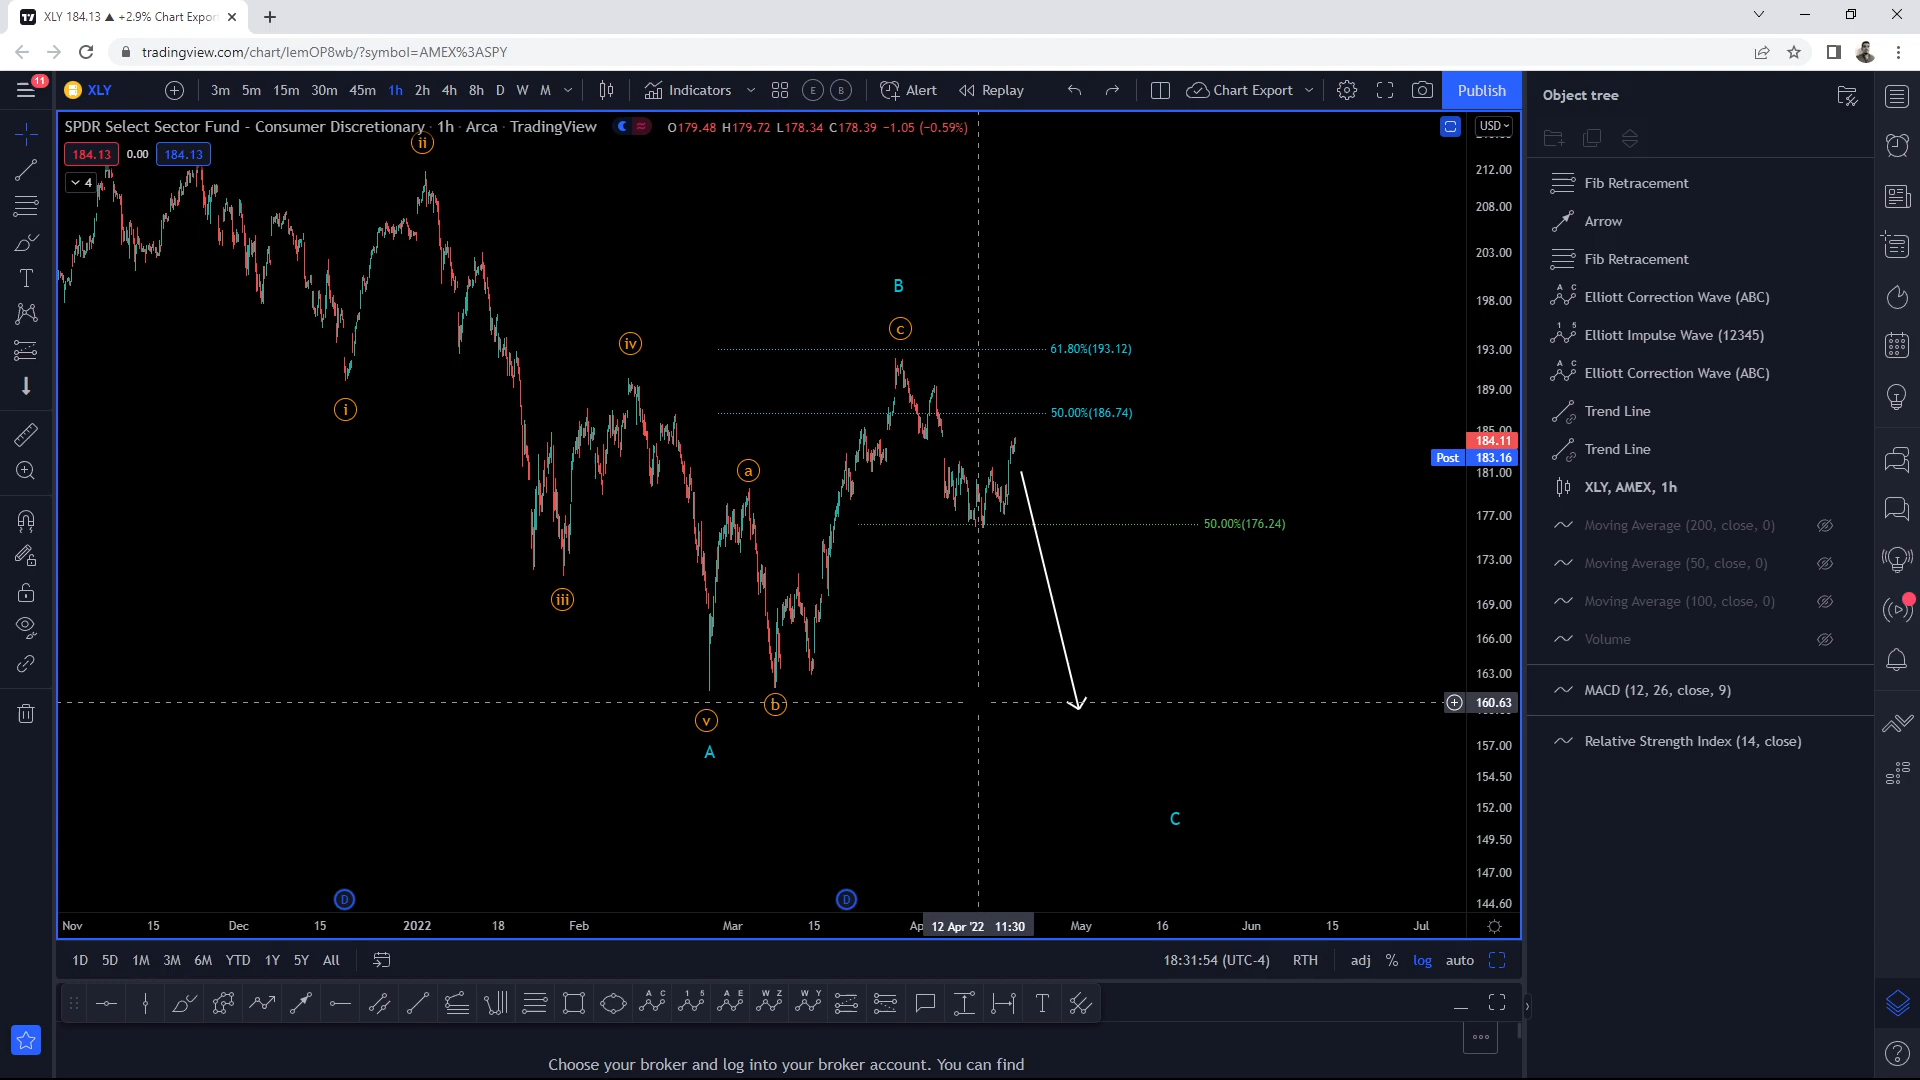 XLY 184.13 ▲ +2.9% Chart Expor
tradingview.com/chart/lemOP8wb/?symbol=AMEX%3ASPY
11
XLY
3m 5m 15m 30m 45m 1h 2h 4h 8h D W M
Indicators
E B
Alert
Replay
Chart Export
Publish
Object tree
SPDR Select Sector Fund - Consumer Discretionary · 1h · Arca · TradingView
O179.48 H179.72 L178.34 C178.39 −1.05 (−0.59%)
USD
184.13 0.00 184.13
4
ii
i
iv
iii
a
v
A
b
B
c
C
61.80%(193.12)
50.00%(186.74)
50.00%(176.24)
212.00
208.00
203.00
198.00
193.00
189.00
185.00
184.11
Post 183.16
181.00
177.00
173.00
169.00
166.00
163.00
160.63
157.00
154.50
152.00
149.50
147.00
144.60
D D
Nov 15 Dec 15 2022 18 Feb Mar 15 Ap 12 Apr '22 11:30 May 16 Jun 15 Jul
1D 5D 1M 3M 6M YTD 1Y 5Y All
18:31:54 (UTC-4) RTH adj % log auto
A C
1 5
A E
W Z
W Y
T
Choose your broker and log into your broker account. You can find
Fib Retracement
Arrow
Fib Retracement
Elliott Correction Wave (ABC)
Elliott Impulse Wave (12345)
Elliott Correction Wave (ABC)
Trend Line
Trend Line
XLY, AMEX, 1h
Moving Average (200, close, 0)
Moving Average (50, close, 0)
Moving Average (100, close, 0)
Volume
MACD (12, 26, close, 9)
Relative Strength Index (14, close)